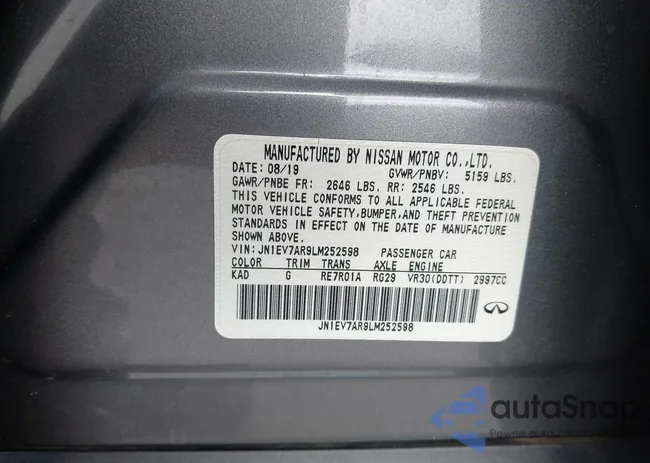 MANUFACTURED BY NISSAN MOTOR CO.,LTD.
DATE: 08/19 GVWR/PNBV: 5159 LBS.
GAWR/PNBE FR: 2646 LBS. RR: 2546 LBS.
THIS VEHICLE CONFORMS TO ALL APPLICABLE FEDERAL
MOTOR VEHICLE SAFETY,BUMPER,AND THEFT PREVENTION
STANDARDS IN EFFECT ON THE DATE OF MANUFACTURE
SHOWN ABOVE.
VIN: JN1EV7AR9LM252598 PASSENGER CAR
COLOR TRIM TRANS AXLE ENGINE
KAD G RE7R01A RG29 VR30(DDTT) 2997CC
JN1EV7AR9LM252598
autaSnap
Pewne auto